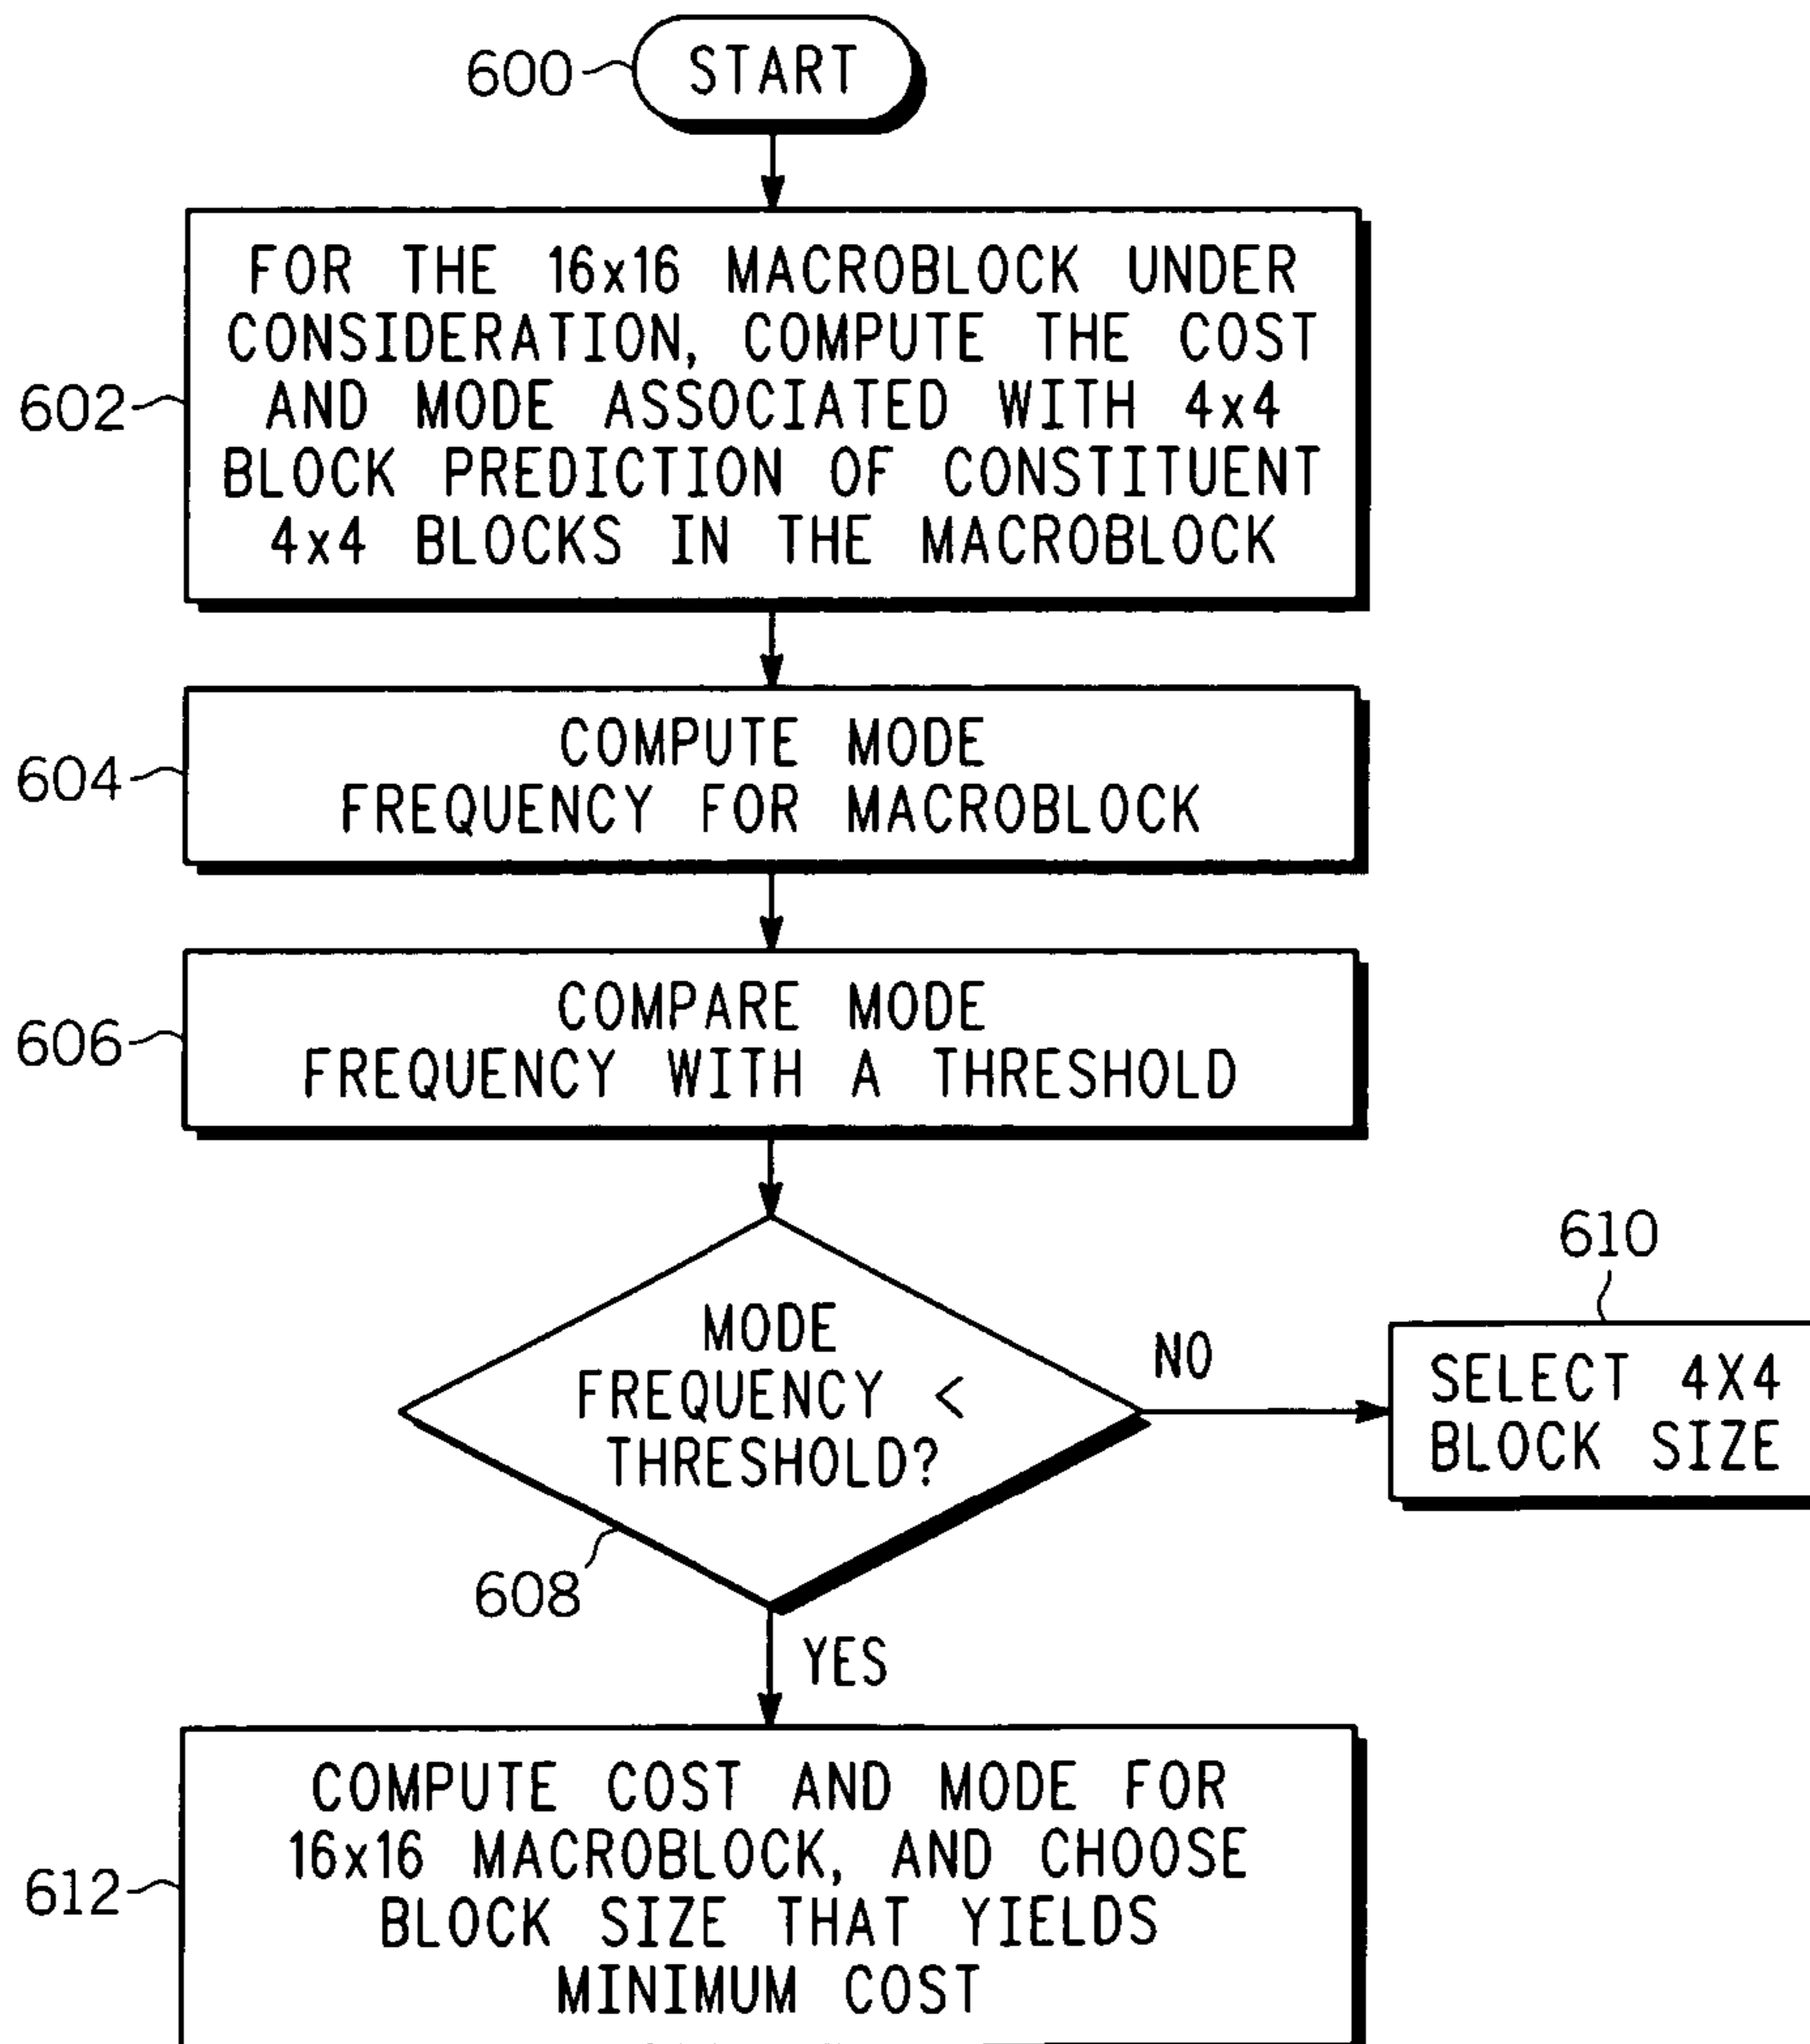 600
START
602
FOR THE 16x16 MACROBLOCK UNDER
CONSIDERATION, COMPUTE THE COST
AND MODE ASSOCIATED WITH 4x4
BLOCK PREDICTION OF CONSTITUENT
4x4 BLOCKS IN THE MACROBLOCK
604
COMPUTE MODE
FREQUENCY FOR MACROBLOCK
606
COMPARE MODE
FREQUENCY WITH A THRESHOLD
608
MODE
FREQUENCY <
THRESHOLD?
NO
610
SELECT 4X4
BLOCK SIZE
YES
612
COMPUTE COST AND MODE FOR
16x16 MACROBLOCK, AND CHOOSE
BLOCK SIZE THAT YIELDS
MINIMUM COST